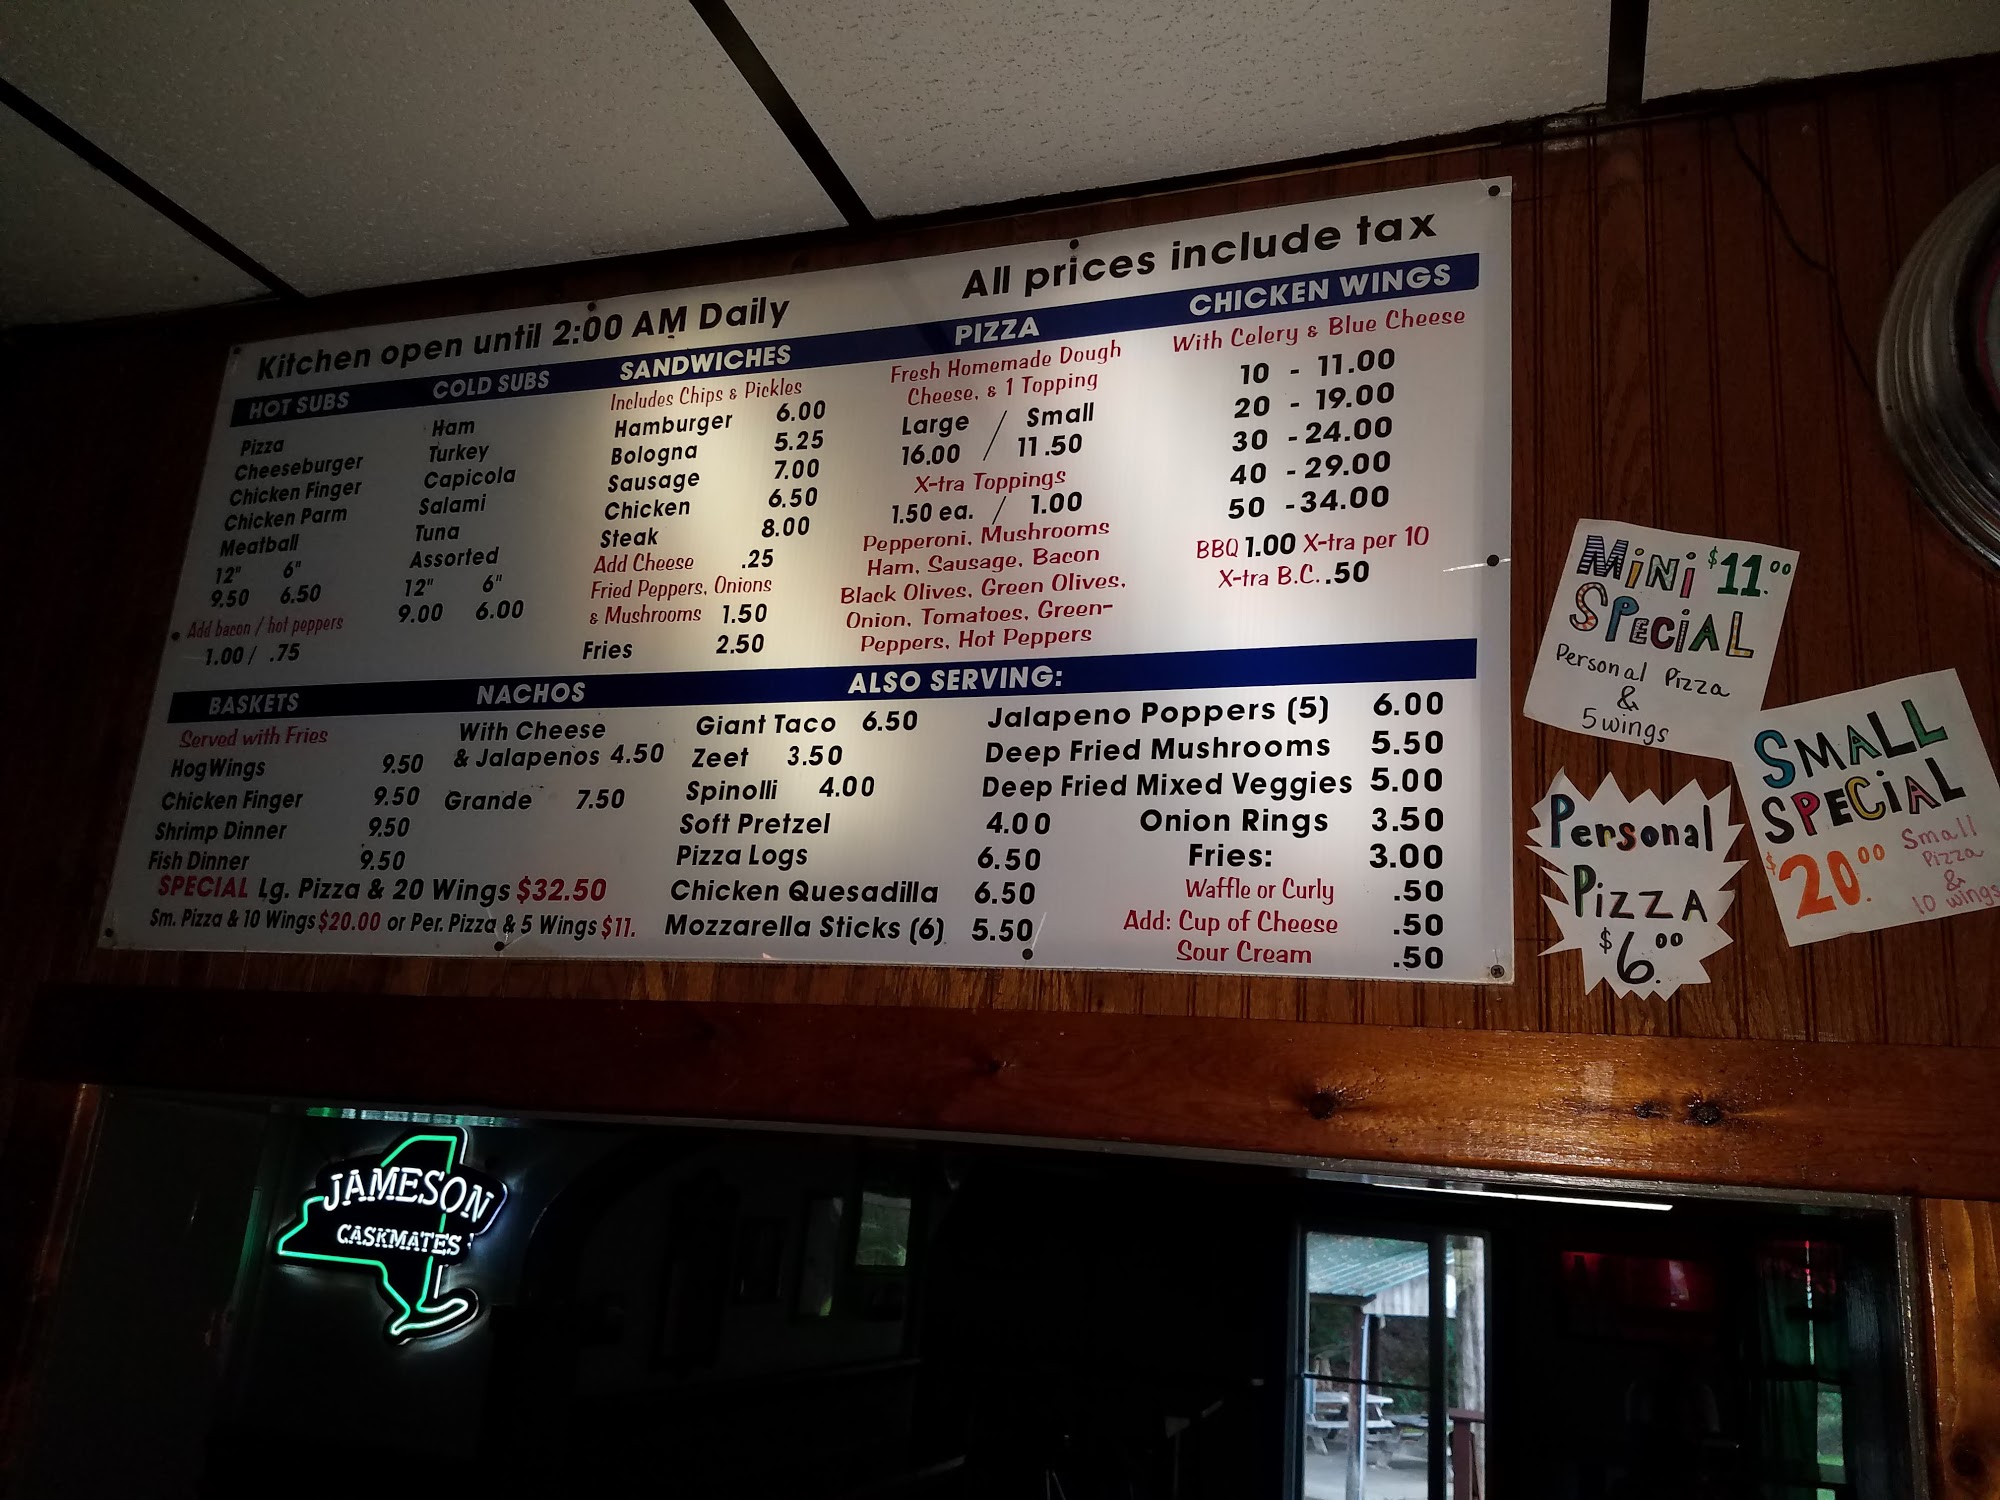 Kitchen open until 2:00 AM Daily
All prices include tax
HOT SUBS
Pizza
Cheeseburger
Chicken Finger
Chicken Parm
Meatball
12" 6"
9.50 6.50
Add bacon / hot peppers
1.00 / .75
COLD SUBS
Ham
Turkey
Capicola
Salami
Tuna
Assorted
12" 6"
9.00 6.00
SANDWICHES
Includes Chips & Pickles
Hamburger 6.00
Bologna 5.25
Sausage 7.00
Chicken 6.50
Steak 8.00
Add Cheese .25
Fried Peppers, Onions
& Mushrooms 1.50
Fries 2.50
PIZZA
Fresh Homemade Dough
Cheese, & 1 Topping
Large / Small
16.00 / 11.50
X-tra Toppings
1.50 ea. / 1.00
Pepperoni, Mushrooms
Ham, Sausage, Bacon
Black Olives, Green Olives,
Onion, Tomatoes, Green-
Peppers, Hot Peppers
CHICKEN WINGS
With Celery & Blue Cheese
10 - 11.00
20 - 19.00
30 - 24.00
40 - 29.00
50 - 34.00
BBQ 1.00 X-tra per 10
X-tra B.C. .50
BASKETS
Served with Fries
HogWings 9.50
Chicken Finger 9.50
Shrimp Dinner 9.50
Fish Dinner 9.50
NACHOS
With Cheese
& Jalapenos 4.50
Grande 7.50
SPECIAL Lg. Pizza & 20 Wings $32.50
Sm. Pizza & 10 Wings $20.00 or Per. Pizza & 5 Wings $11.
ALSO SERVING:
Giant Taco 6.50
Zeet 3.50
Spinolli 4.00
Soft Pretzel 4.00
Pizza Logs 6.50
Chicken Quesadilla 6.50
Mozzarella Sticks (6) 5.50
Jalapeno Poppers (5) 6.00
Deep Fried Mushrooms 5.50
Deep Fried Mixed Veggies 5.00
Onion Rings 3.50
Fries: 3.00
Waffle or Curly .50
Add: Cup of Cheese .50
Sour Cream .50
Mini $11.00
Special
Personal Pizza
&
5 wings
Personal
Pizza
$6.00
Small
Special
$20.00
Small
Pizza
&
10 wings
JAMESON
CASKMATES